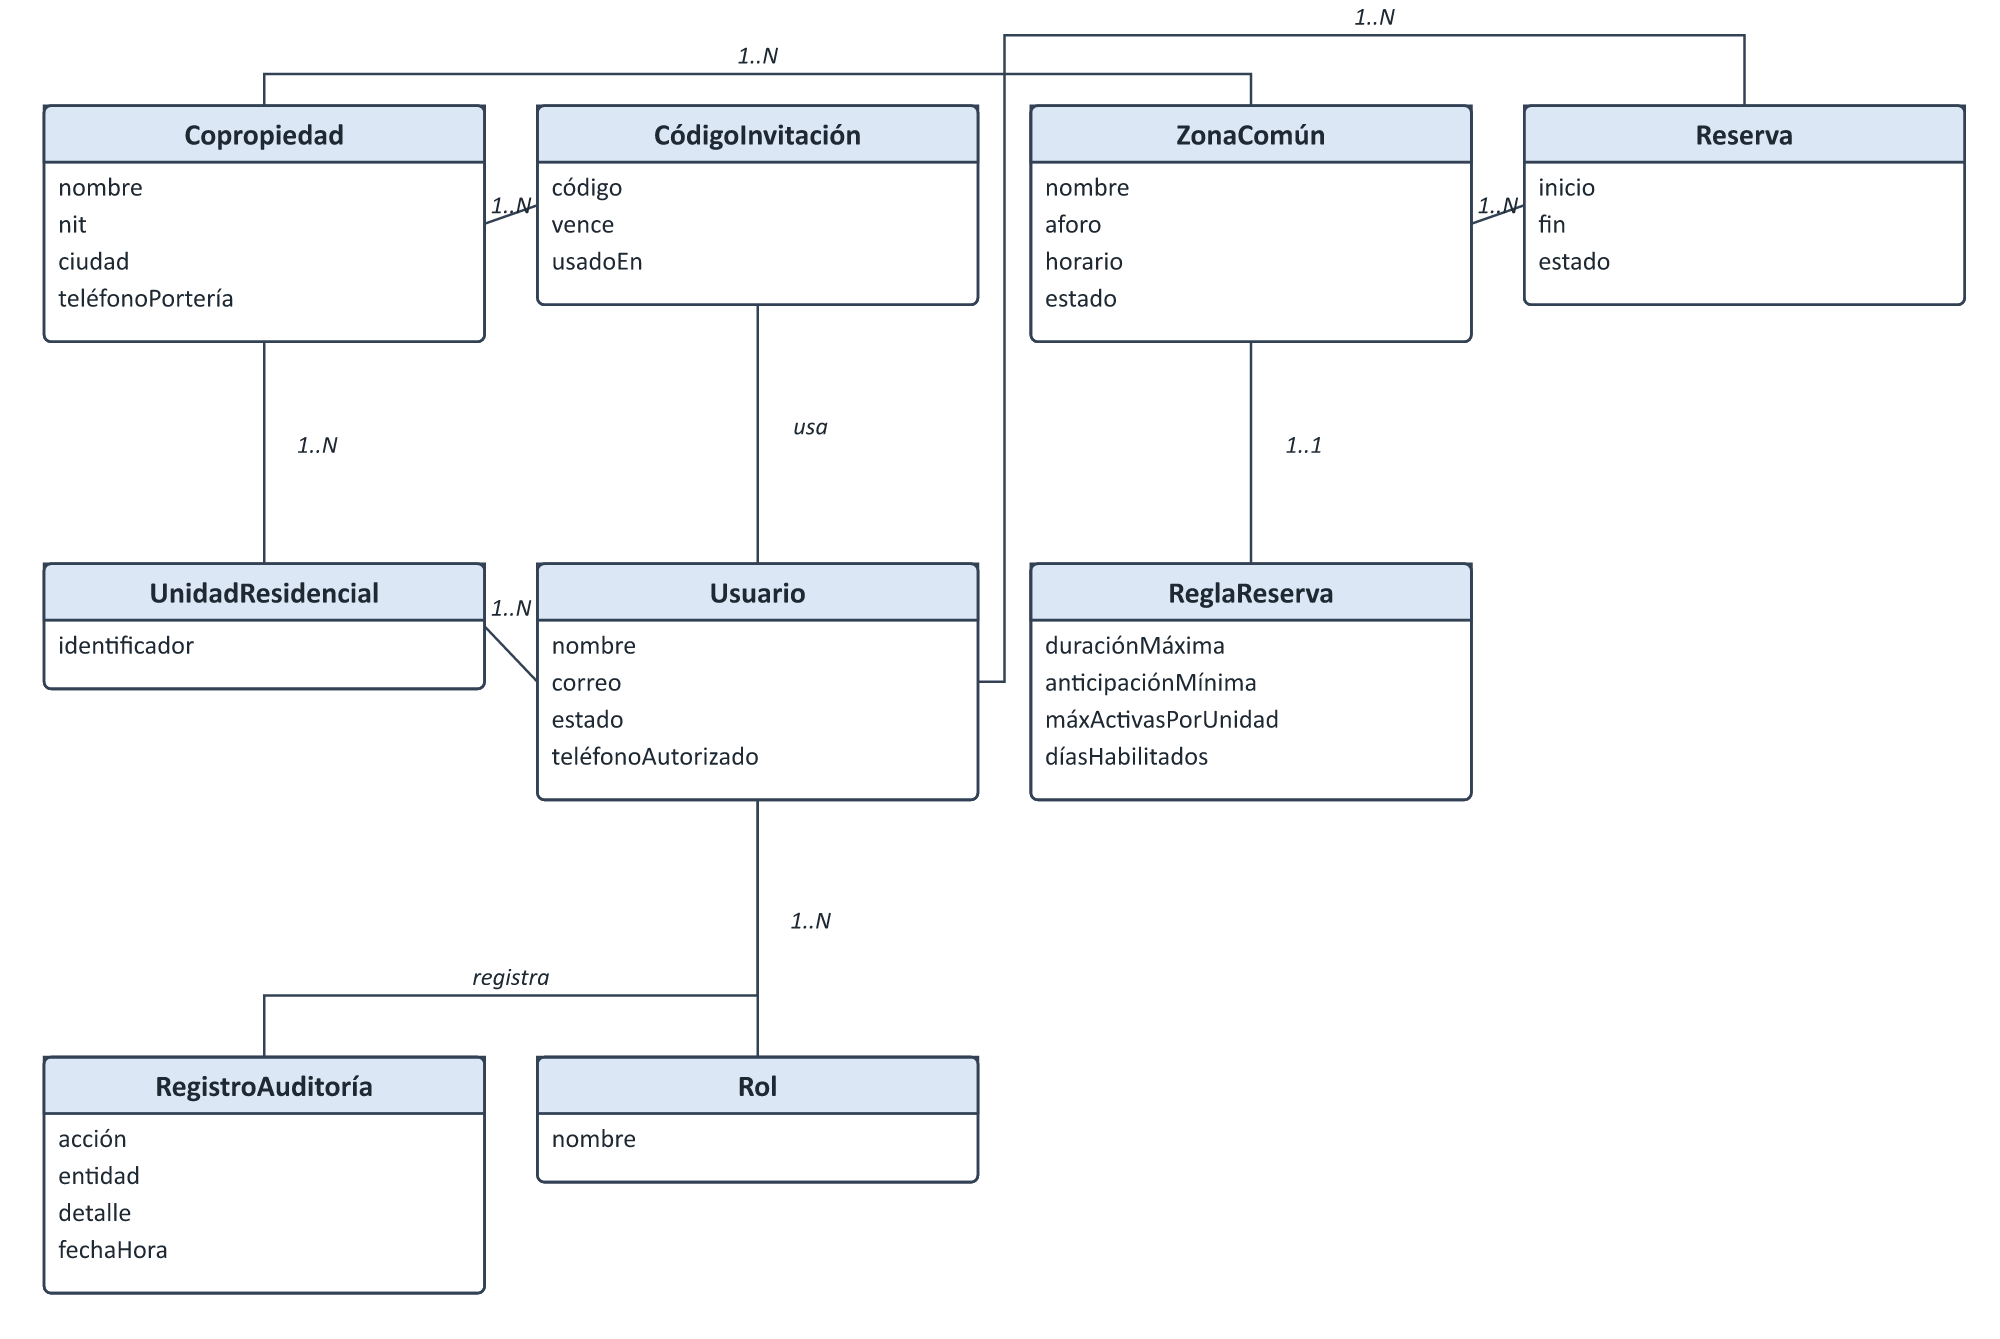 1..N
1..N
Copropiedad
nombre
nit
ciudad
teléfonoPortería
1..N
CódigoInvitación
código
vence
usadoEn
ZonaComún
nombre
aforo
horario
estado
1..N
Reserva
inicio
fin
estado
1..N
usa
1..1
UnidadResidencial
identificador
1..N
Usuario
nombre
correo
estado
teléfonoAutorizado
ReglaReserva
duraciónMáxima
anticipaciónMínima
máxActivasPorUnidad
díasHabilitados
1..N
registra
RegistroAuditoría
acción
entidad
detalle
fechaHora
Rol
nombre